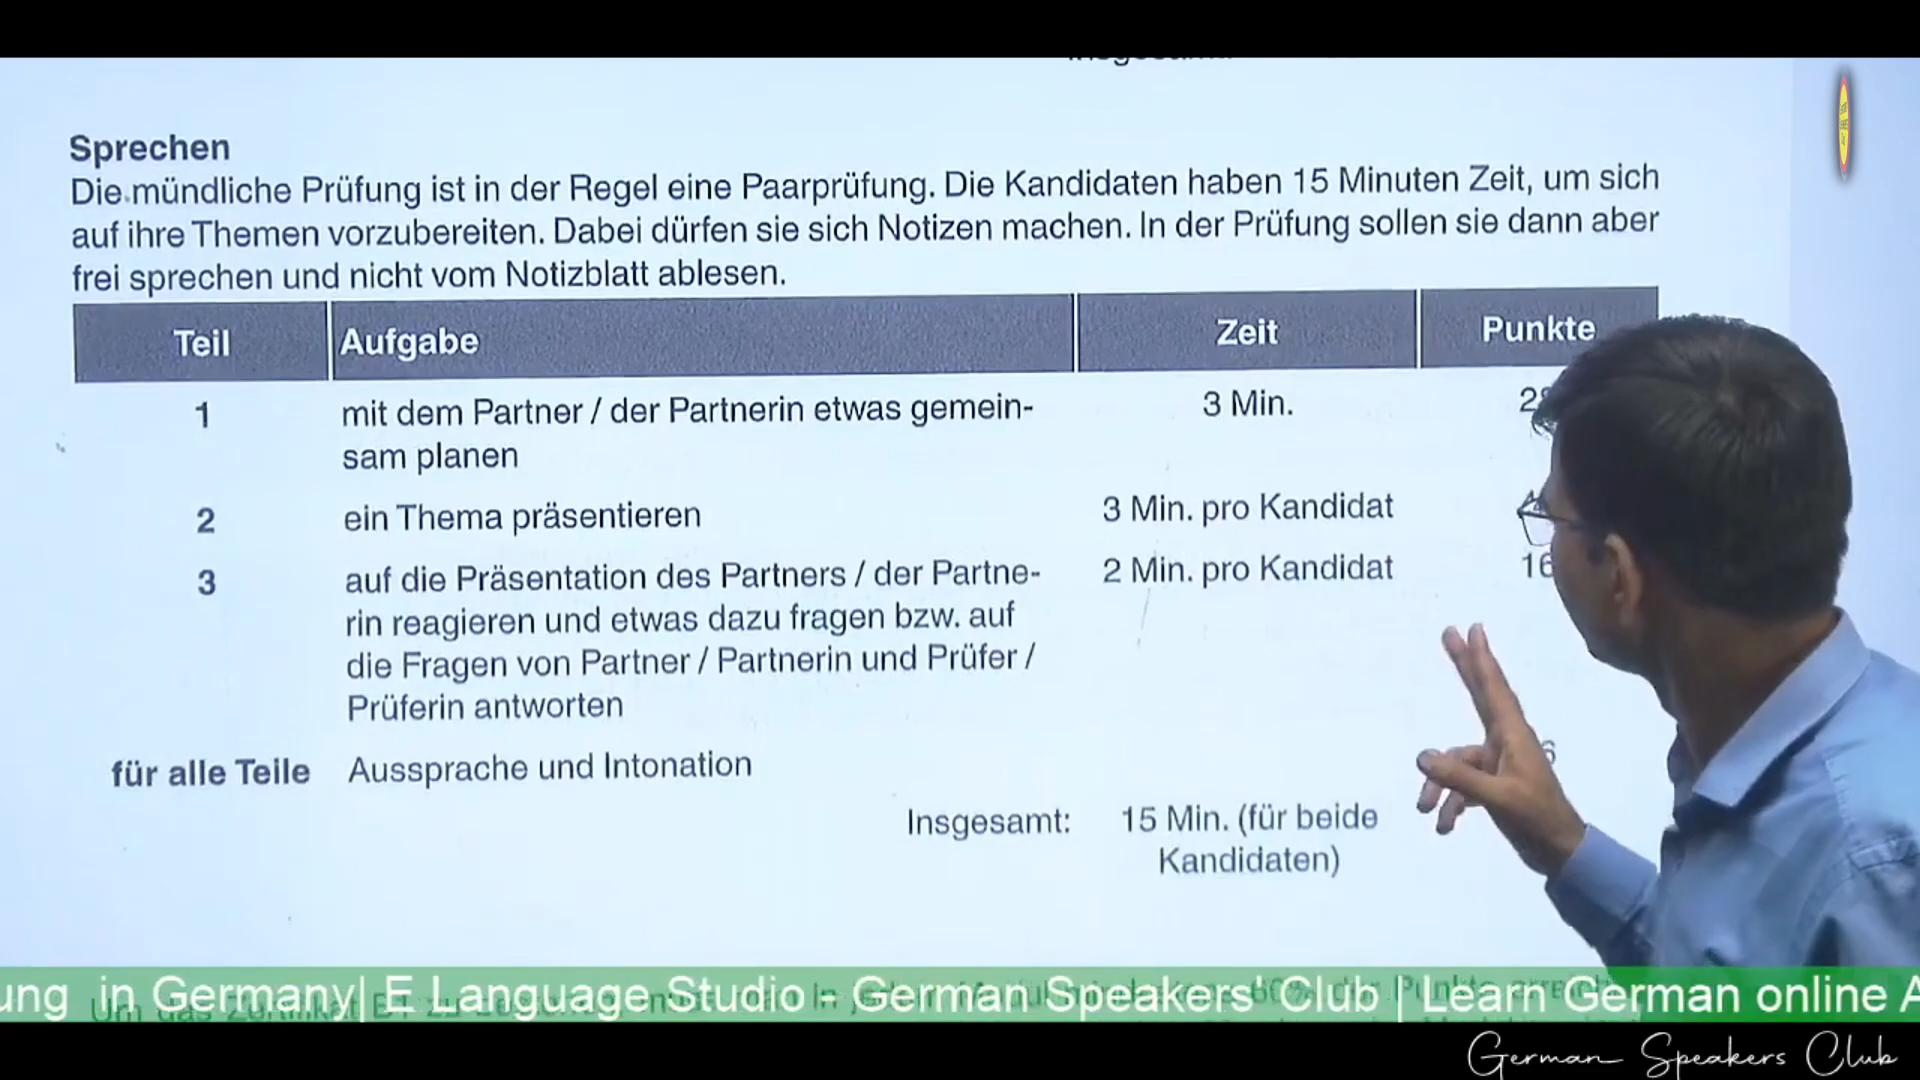 Sprechen
Die mündliche Prüfung ist in der Regel eine Paarprüfung. Die Kandidaten haben 15 Minuten Zeit, um sich
auf ihre Themen vorzubereiten. Dabei dürfen sie sich Notizen machen. In der Prüfung sollen sie dann aber
frei sprechen und nicht vom Notizblatt ablesen.
Teil Aufgabe Zeit Punkte
1 mit dem Partner / der Partnerin etwas gemein- 3 Min.
sam planen
2 ein Thema präsentieren 3 Min. pro Kandidat
3 auf die Präsentation des Partners / der Partne- 2 Min. pro Kandidat 16
rin reagieren und etwas dazu fragen bzw. auf
die Fragen von Partner / Partnerin und Prüfer /
Prüferin antworten
für alle Teile Aussprache und Intonation
Insgesamt: 15 Min. (für beide
Kandidaten)
ung in Germany| E Language Studio - German Speakers' Club | Learn German online A
German Speakers Club